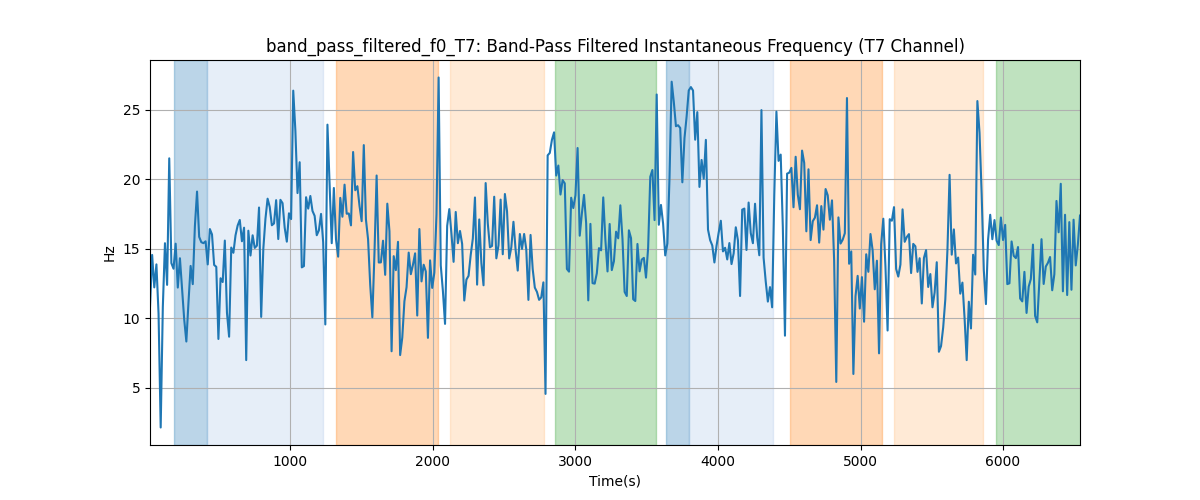 band_pass_filtered_f0_T7: Band-Pass Filtered Instantaneous Frequency (T7 Channel)
25
20
15
10
5
Hz
1000 2000 3000 4000 5000 6000
Time(s)